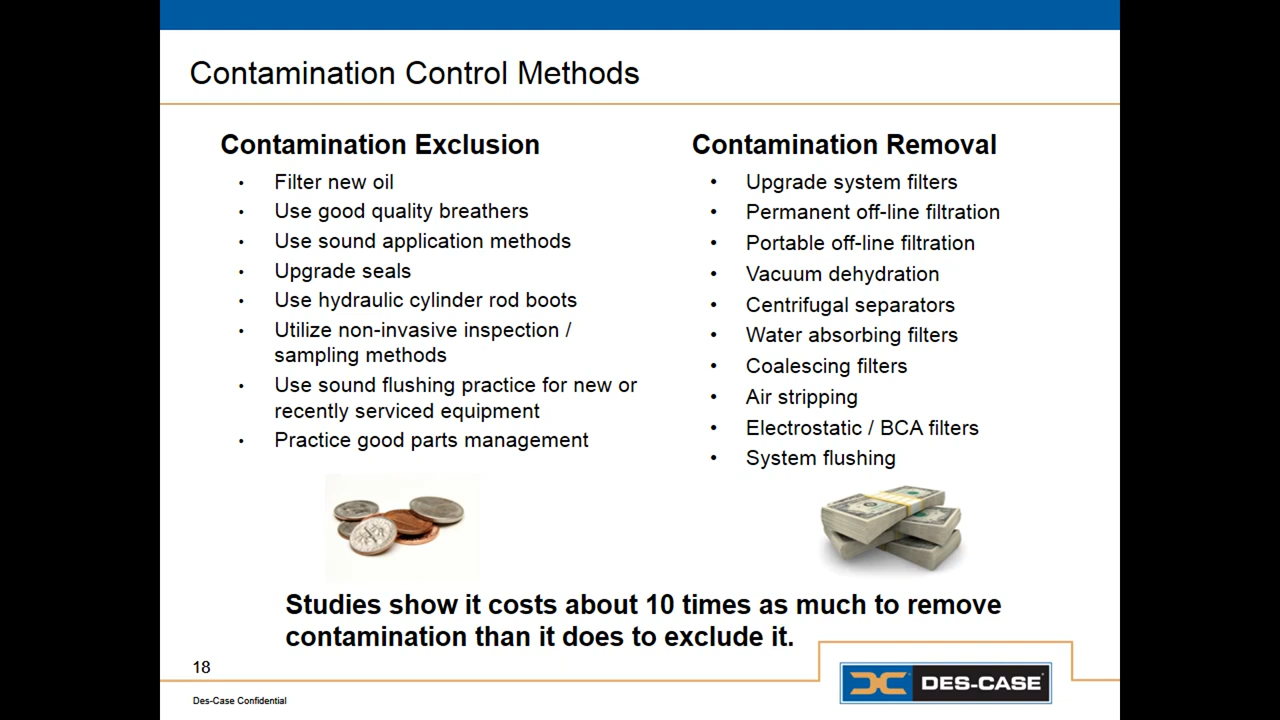 Contamination Control Methods
Contamination Exclusion
• Filter new oil
• Use good quality breathers
• Use sound application methods
• Upgrade seals
• Use hydraulic cylinder rod boots
• Utilize non-invasive inspection /
sampling methods
• Use sound flushing practice for new or
recently serviced equipment
• Practice good parts management
Contamination Removal
• Upgrade system filters
• Permanent off-line filtration
• Portable off-line filtration
• Vacuum dehydration
• Centrifugal separators
• Water absorbing filters
• Coalescing filters
• Air stripping
• Electrostatic / BCA filters
• System flushing
Studies show it costs about 10 times as much to remove
contamination than it does to exclude it.
18
Des-Case Confidential
DES-CASE